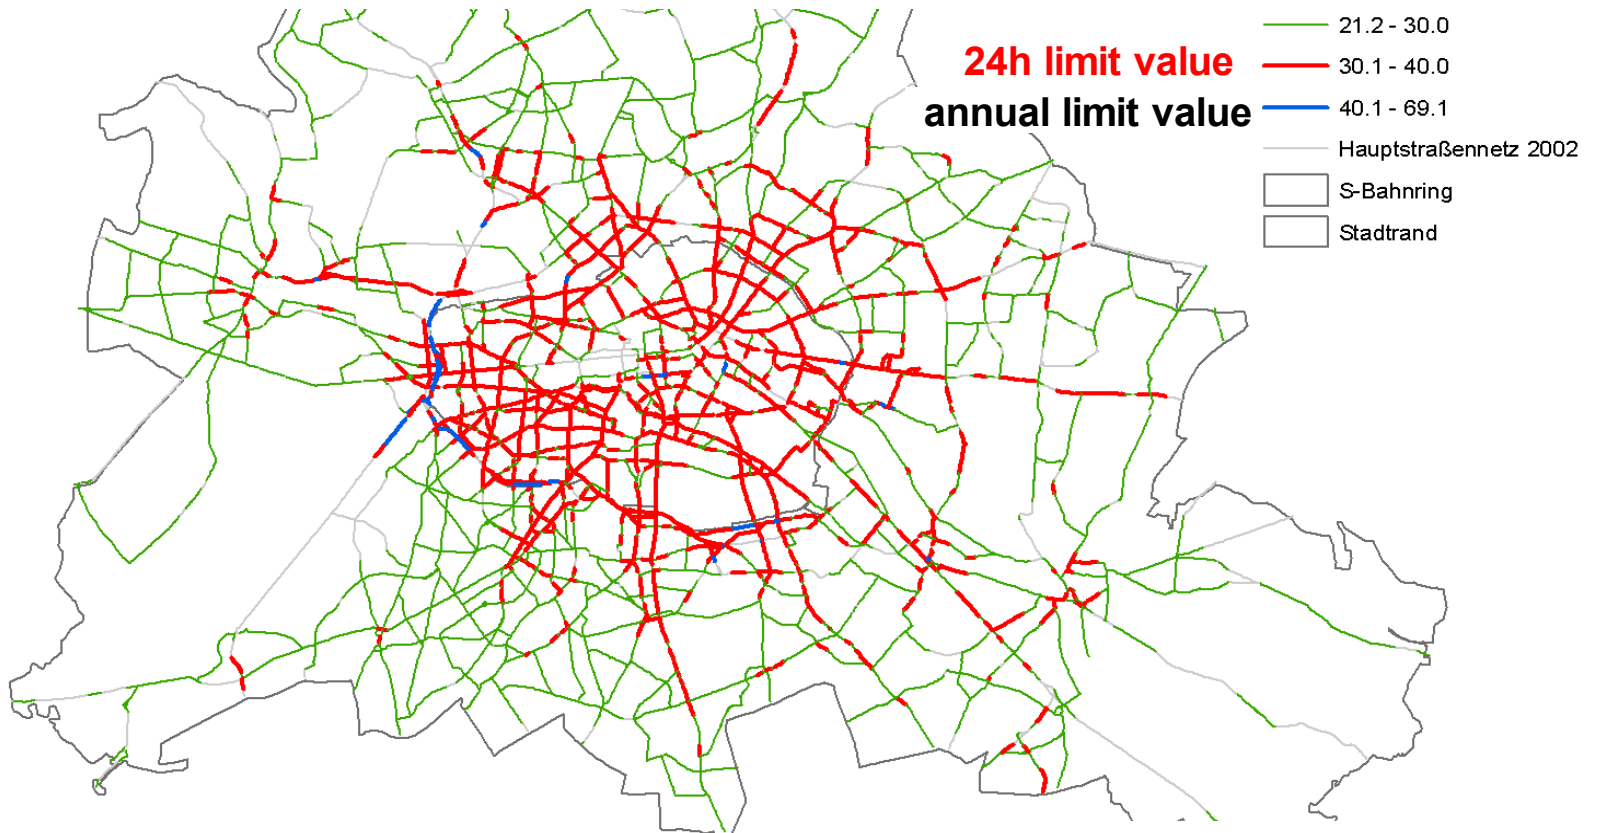 21.2 - 30.0
24h limit value
30.1 - 40.0
annual limit value
40.1 - 69.1
Hauptstraßennetz 2002
S-Bahnring
Stadtrand